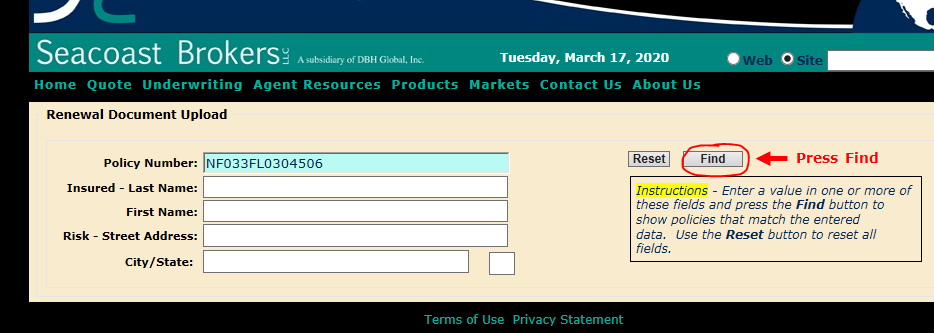 Seacoast Brokers LLC A subsidiary of DBH Global, Inc. Tuesday, March 17, 2020 Web Site
Home Quote Underwriting Agent Resources Products Markets Contact Us About Us
Renewal Document Upload
Policy Number: NF033FL0304506
Insured - Last Name:
First Name:
Risk - Street Address:
City/State:
Reset Find Press Find
Instructions - Enter a value in one or more of
these fields and press the Find button to
show policies that match the entered
data. Use the Reset button to reset all
fields.
Terms of Use Privacy Statement